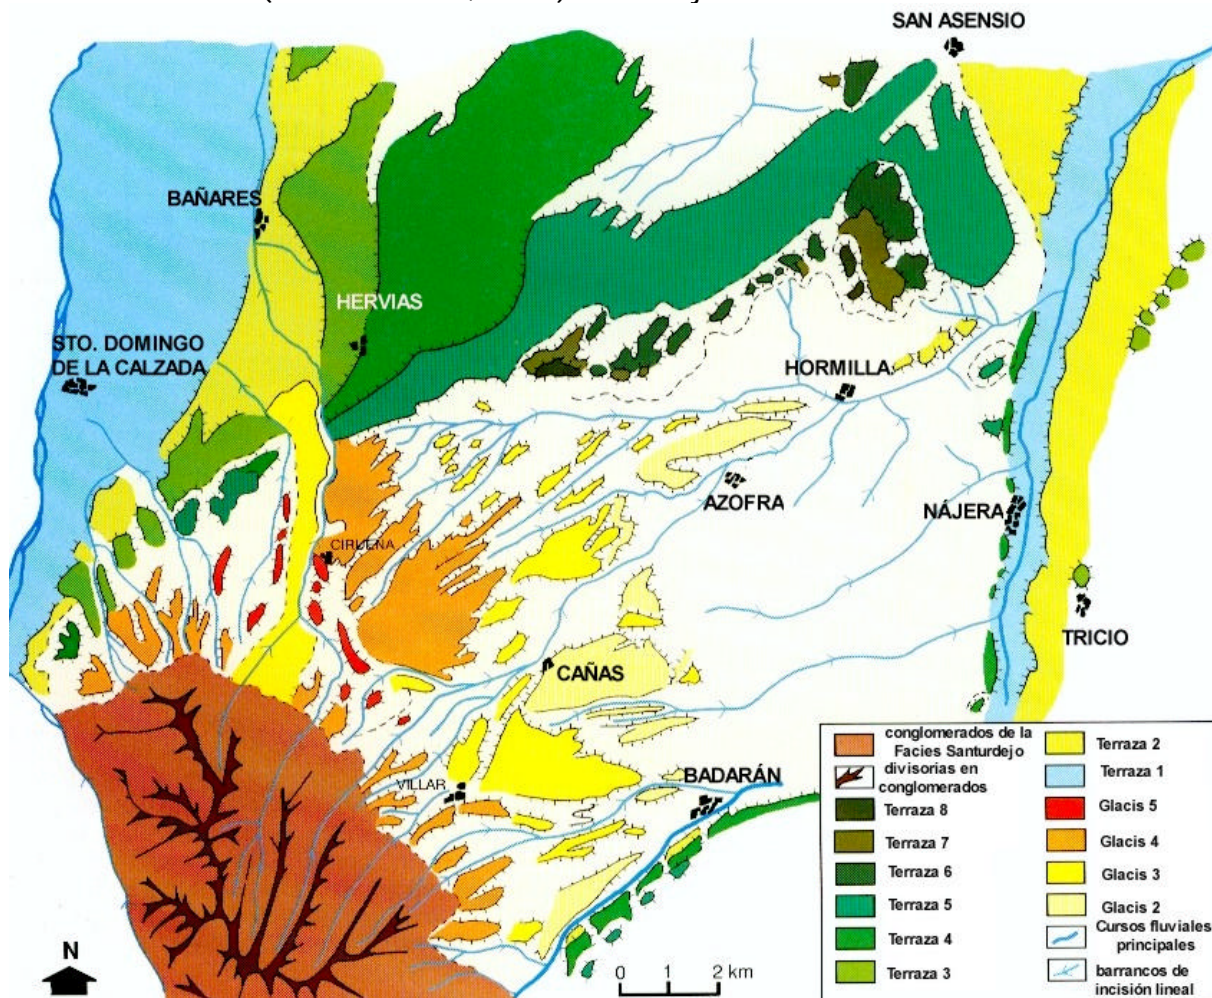 SAN ASENSIO
BAÑARES
HERVIAS
STO. DOMINGO
DE LA CALZADA
HORMILLA
AZOFRA
NÁJERA
CIRUEÑA
TRICIO
CAÑAS
VILLAR
BADARÁN
conglomerados de la
Facies Santurdejo
divisorias en
conglomerados
Terraza 8
Terraza 7
Terraza 6
Terraza 5
Terraza 4
Terraza 3
Terraza 2
Terraza 1
Glacis 5
Glacis 4
Glacis 3
Glacis 2
Cursos fluviales
principales
barrancos de
incisión lineal
N
0 1 2 km